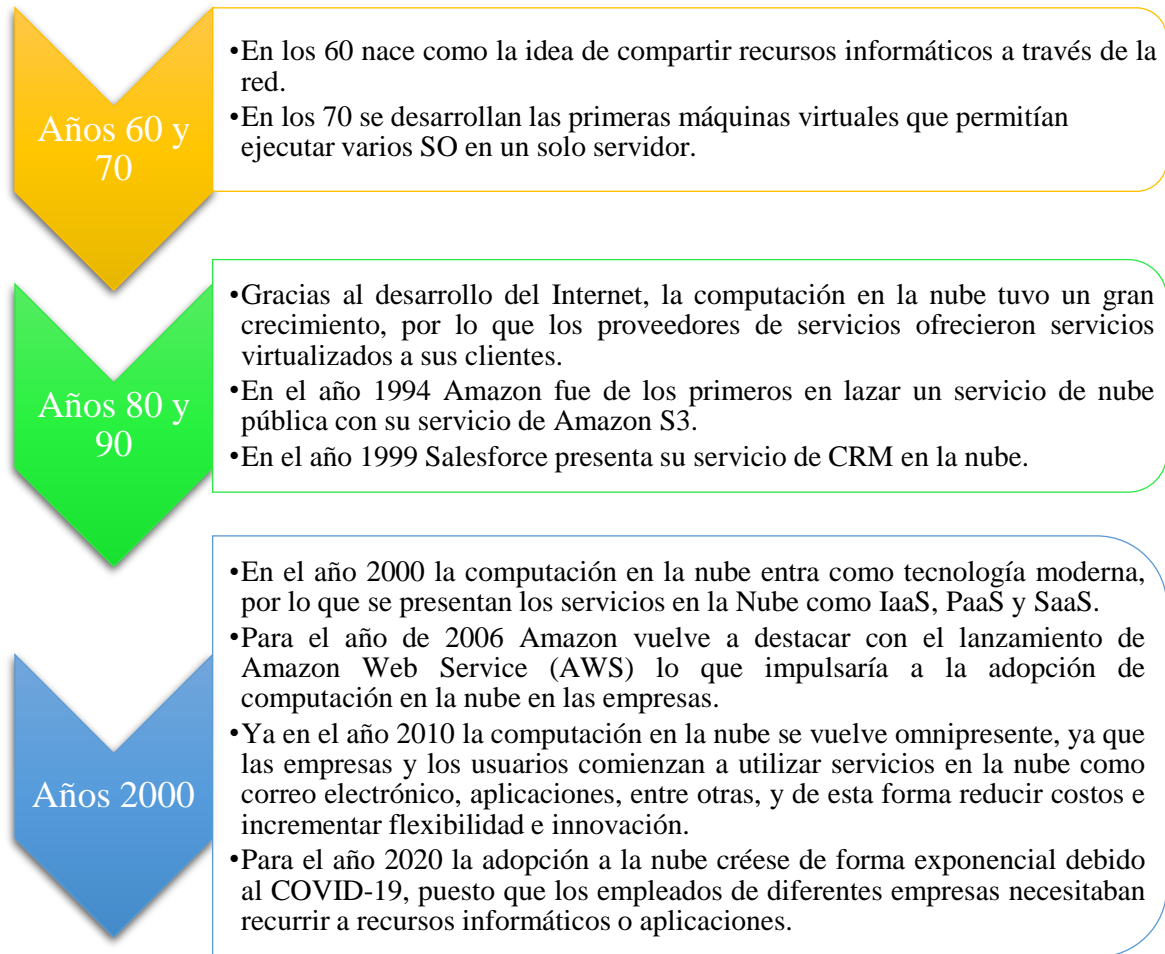 Años 60 y
70
•En los 60 nace como la idea de compartir recursos informáticos a través de la
red.
•En los 70 se desarrollan las primeras máquinas virtuales que permitían
ejecutar varios SO en un solo servidor.
Años 80 y
90
•Gracias al desarrollo del Internet, la computación en la nube tuvo un gran
crecimiento, por lo que los proveedores de servicios ofrecieron servicios
virtualizados a sus clientes.
•En el año 1994 Amazon fue de los primeros en lazar un servicio de nube
pública con su servicio de Amazon S3.
•En el año 1999 Salesforce presenta su servicio de CRM en la nube.
Años 2000
•En el año 2000 la computación en la nube entra como tecnología moderna,
por lo que se presentan los servicios en la Nube como IaaS, PaaS y SaaS.
•Para el año de 2006 Amazon vuelve a destacar con el lanzamiento de
Amazon Web Service (AWS) lo que impulsaría a la adopción de
computación en la nube en las empresas.
•Ya en el año 2010 la computación en la nube se vuelve omnipresente, ya que
las empresas y los usuarios comienzan a utilizar servicios en la nube como
correo electrónico, aplicaciones, entre otras, y de esta forma reducir costos e
incrementar flexibilidad e innovación.
•Para el año 2020 la adopción a la nube créese de forma exponencial debido
al COVID-19, puesto que los empleados de diferentes empresas necesitaban
recurrir a recursos informáticos o aplicaciones.